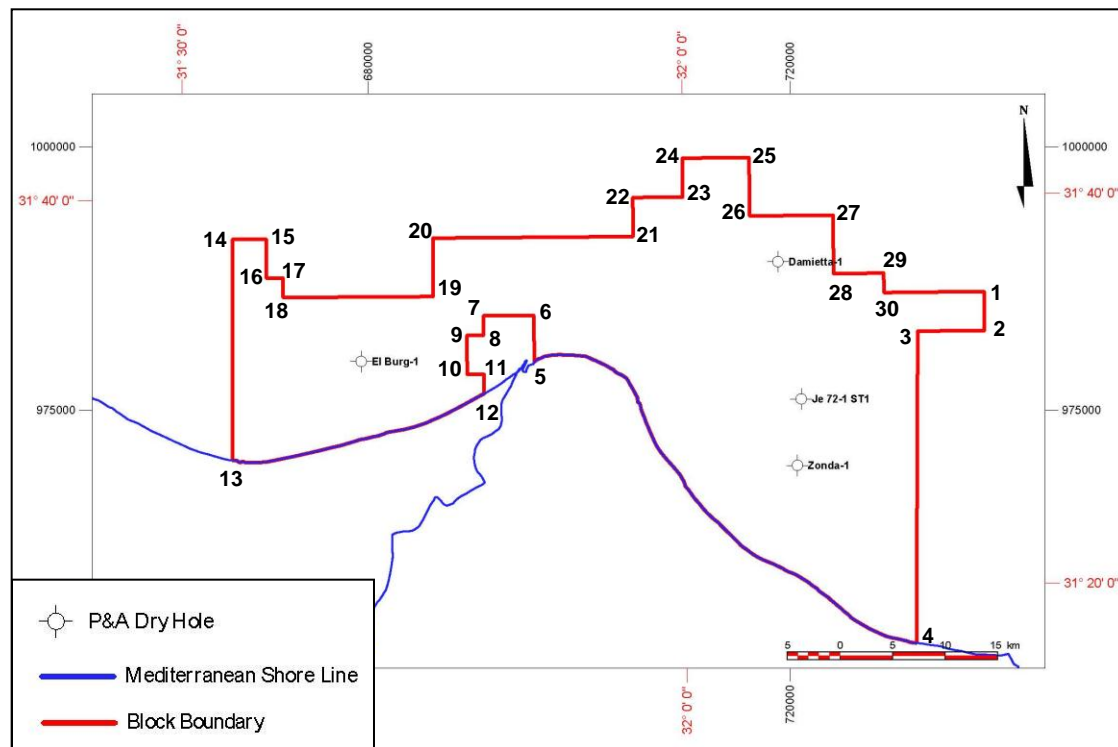 31° 30' 0"
680000
32° 0' 0"
720000
N
1000000
1000000
24
25
31° 40' 0"
31° 40' 0"
22
23
26
27
14
15
20
21
Damietta-1
16
17
29
28
18
19
30
1
7
6
3
2
9
8
El Burg-1
10
11
5
12
Je 72-1 ST1
975000
975000
13
Zonda-1
31° 20' 0"
P&A Dry Hole
4
5
0
5
10
15 km
Mediterranean Shore Line
32° 0' 0"
720000
Block Boundary